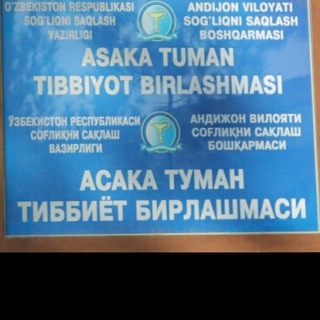 O'ZBEKISTON RESPUBLIKASI
SOG'LIQNI SAQLASH
VAZIRLIGI
ANDIJON VILOYATI
SOG'LIQNI SAQLASH
BOSHQARMASI
ASAKA TUMAN
TIBBIYOT BIRLASHMASI
ЎЗБЕКИСТОН РЕСПУБЛИКАСИ
СОҒЛИҚНИ САҚЛАШ
ВАЗИРЛИГИ
АНДИЖОН ВИЛОЯТИ
СОҒЛИҚНИ САҚЛАШ
БОШҚАРМАСИ
АСАКА ТУМАН
ТИББИЁТ БИРЛАШМАСИ